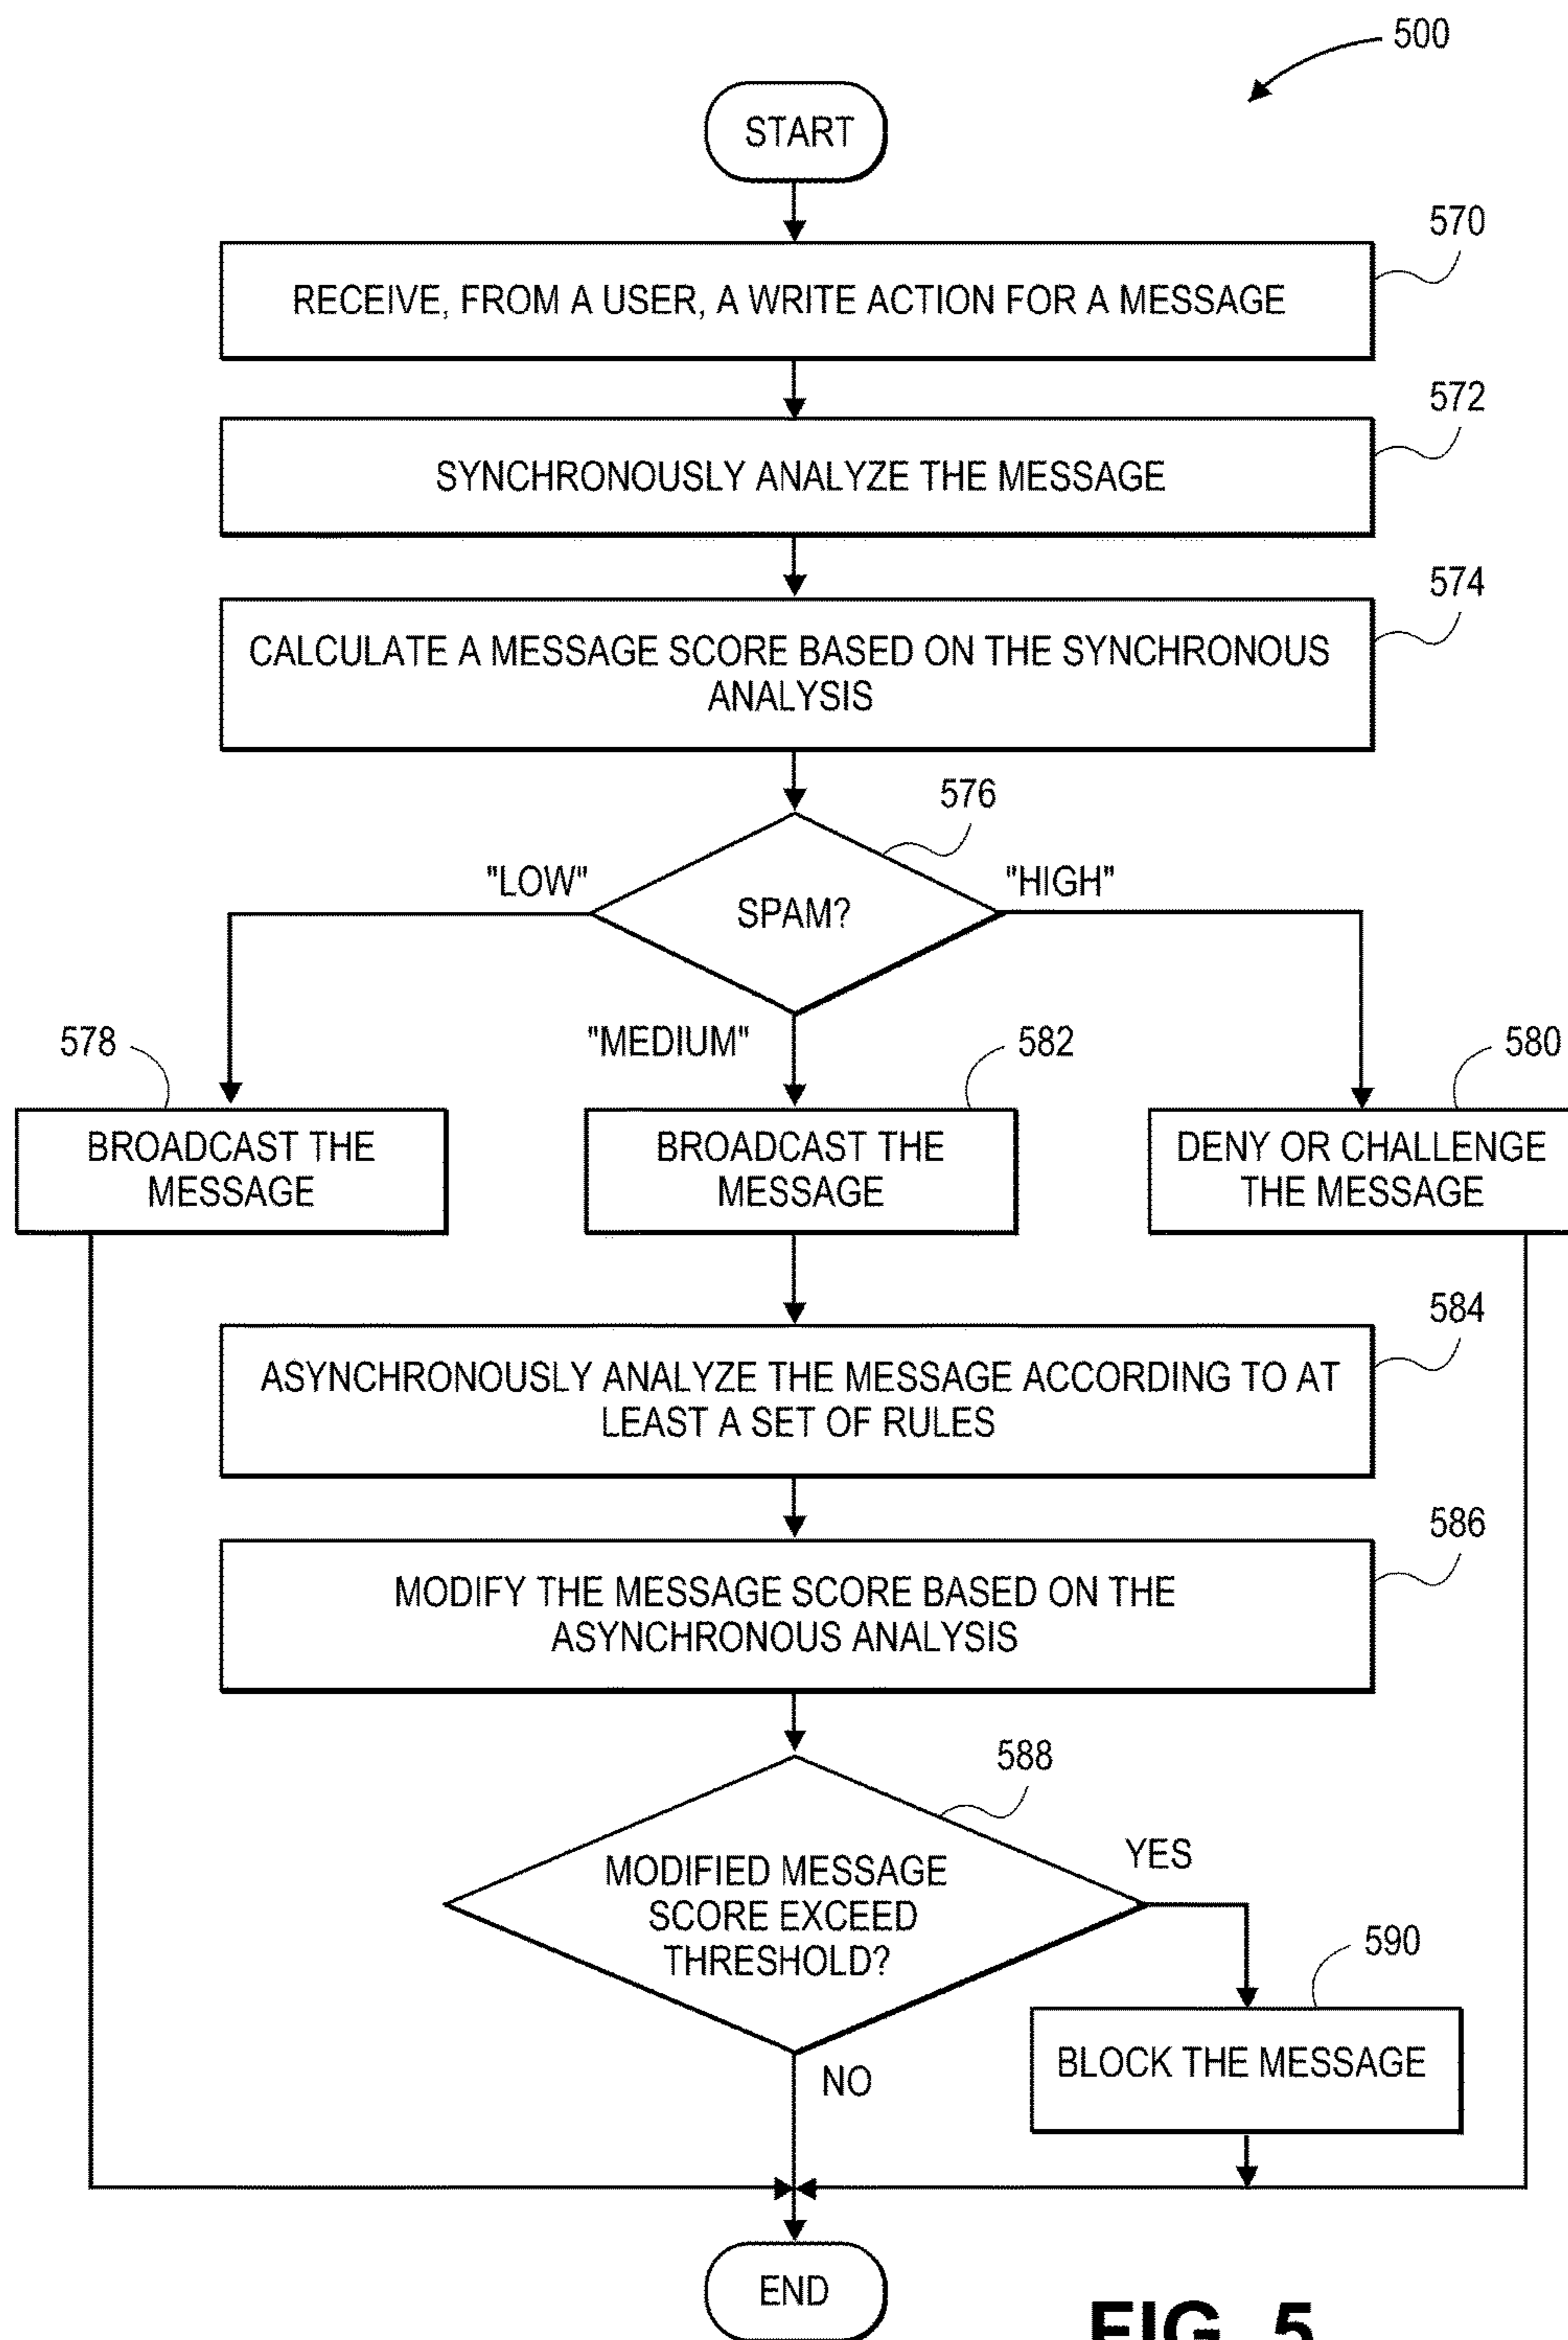 500
START
570
RECEIVE, FROM A USER, A WRITE ACTION FOR A MESSAGE
572
SYNCHRONOUSLY ANALYZE THE MESSAGE
574
CALCULATE A MESSAGE SCORE BASED ON THE SYNCHRONOUS
ANALYSIS
576
"LOW"
SPAM?
"HIGH"
"MEDIUM"
578
BROADCAST THE
MESSAGE
582
BROADCAST THE
MESSAGE
580
DENY OR CHALLENGE
THE MESSAGE
584
ASYNCHRONOUSLY ANALYZE THE MESSAGE ACCORDING TO AT
LEAST A SET OF RULES
586
MODIFY THE MESSAGE SCORE BASED ON THE
ASYNCHRONOUS ANALYSIS
588
MODIFIED MESSAGE
SCORE EXCEED
THRESHOLD?
YES
590
BLOCK THE MESSAGE
NO
END
FIG. 5